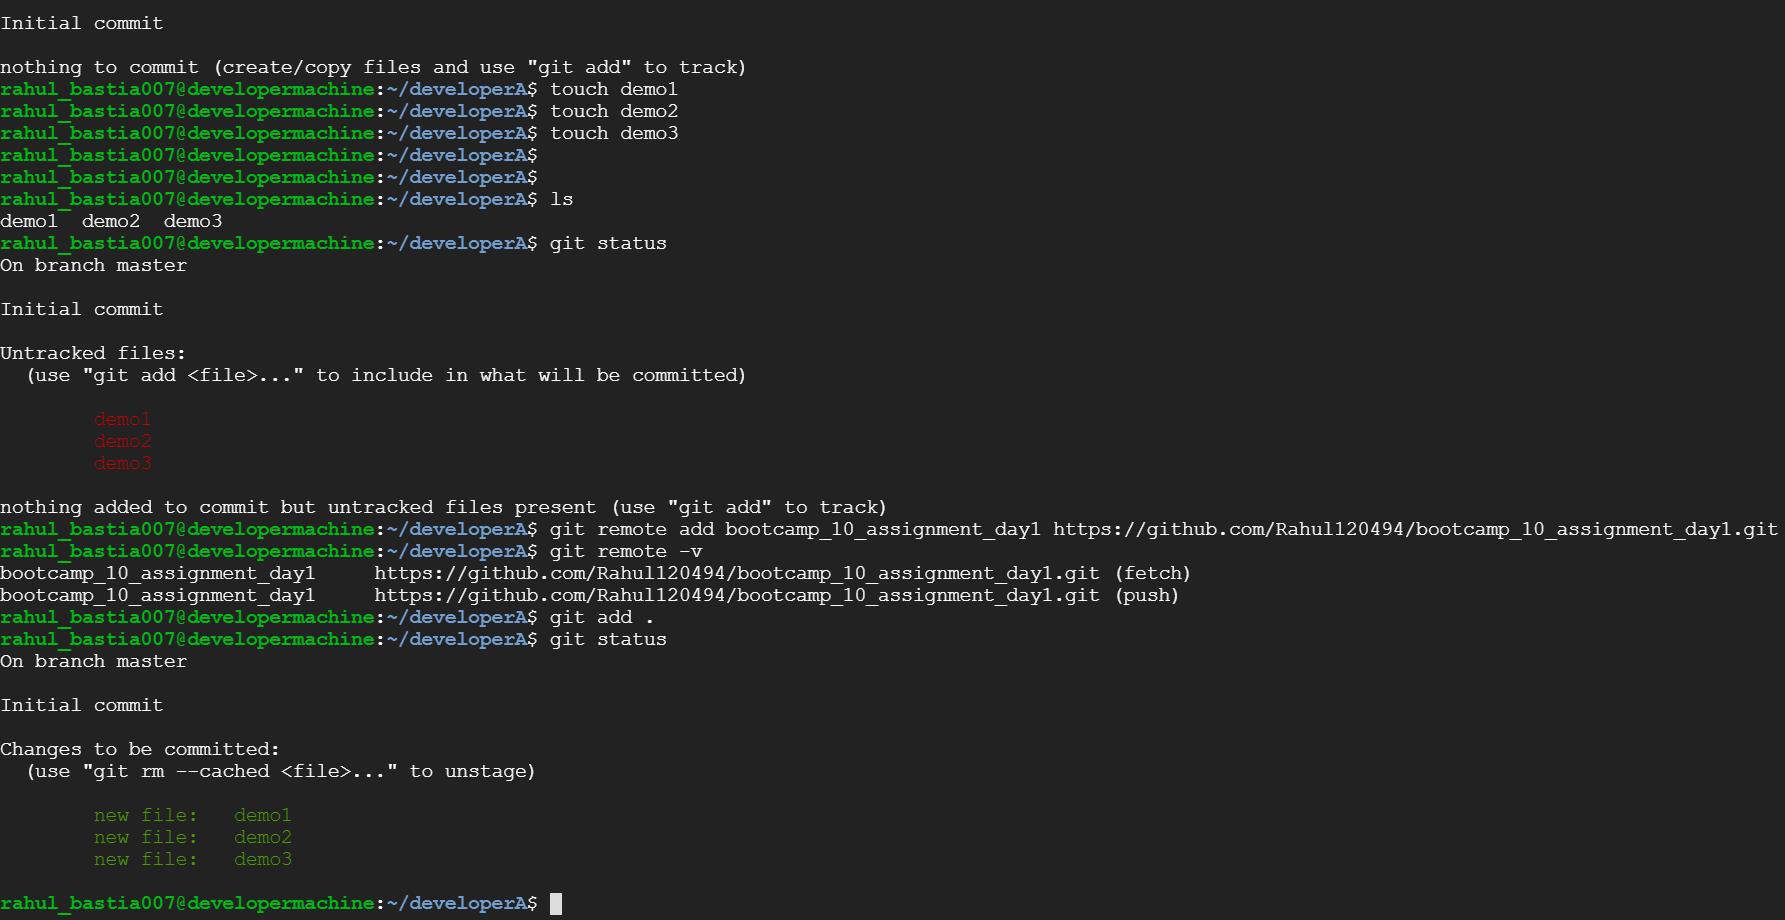 Initial commit
nothing to commit (create/copy files and use "git add" to track)
rahul_bastia007@developermachine:~/developerA$ touch demo1
rahul_bastia007@developermachine:~/developerA$ touch demo2
rahul_bastia007@developermachine:~/developerA$ touch demo3
rahul_bastia007@developermachine:~/developerA$
rahul_bastia007@developermachine:~/developerA$
rahul_bastia007@developermachine:~/developerA$ ls
demo1  demo2  demo3
rahul_bastia007@developermachine:~/developerA$ git status
On branch master
Initial commit
Untracked files:
  (use "git add <file>..." to include in what will be committed)
        demo1
        demo2
        demo3
nothing added to commit but untracked files present (use "git add" to track)
rahul_bastia007@developermachine:~/developerA$ git remote add bootcamp_10_assignment_day1 https://github.com/Rahul120494/bootcamp_10_assignment_day1.git
rahul_bastia007@developermachine:~/developerA$ git remote -v
bootcamp_10_assignment_day1     https://github.com/Rahul120494/bootcamp_10_assignment_day1.git (fetch)
bootcamp_10_assignment_day1     https://github.com/Rahul120494/bootcamp_10_assignment_day1.git (push)
rahul_bastia007@developermachine:~/developerA$ git add .
rahul_bastia007@developermachine:~/developerA$ git status
On branch master
Initial commit
Changes to be committed:
  (use "git rm --cached <file>..." to unstage)
        new file:   demo1
        new file:   demo2
        new file:   demo3
rahul_bastia007@developermachine:~/developerA$